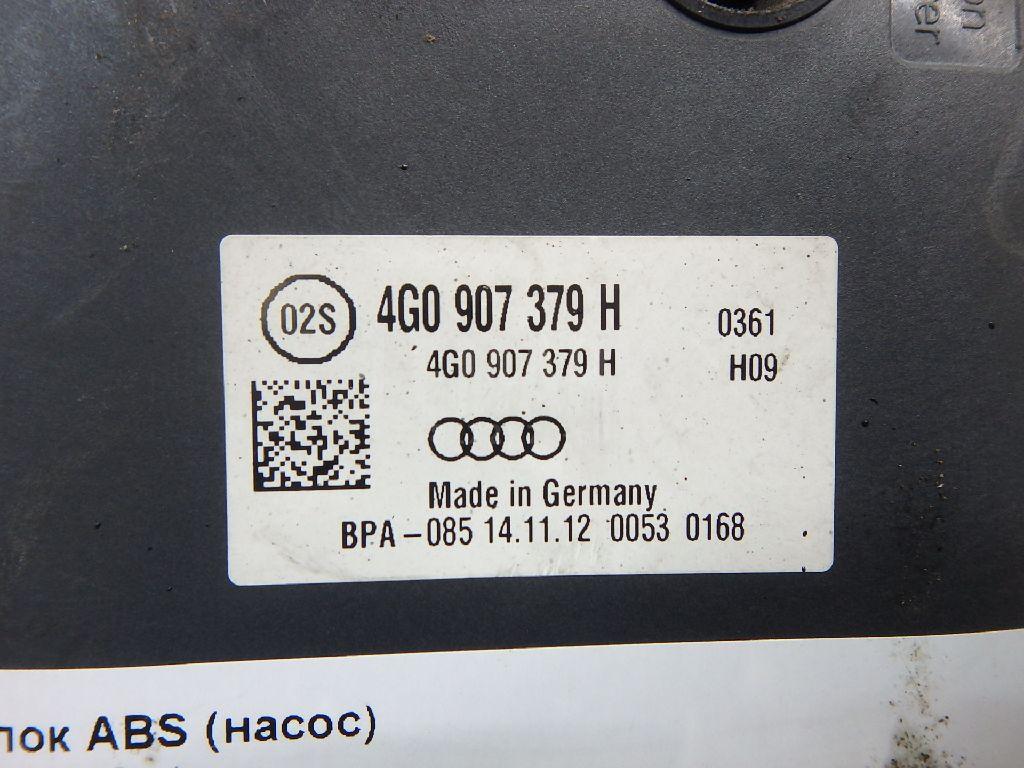 02S 4G0 907 379 H 0361
4G0 907 379 H H09
Made in Germany
BPA-085 14.11.12 0053 0168
ABS (насос)